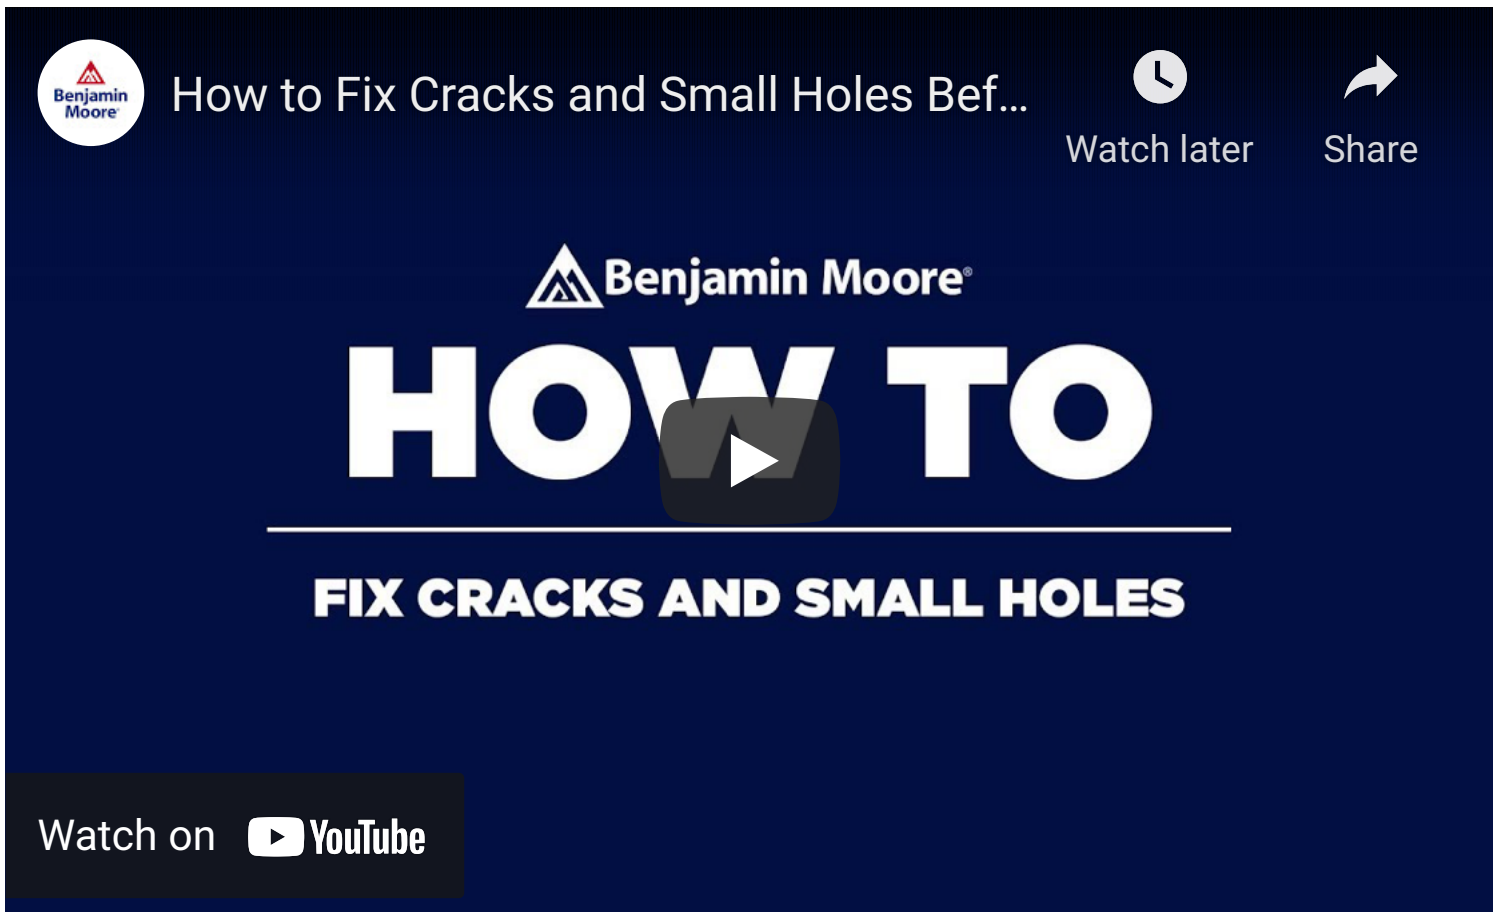 Benjamin
Moore
How to Fix Cracks and Small Holes Bef...
Watch later
Share
Benjamin Moore®
HOW TO
FIX CRACKS AND SMALL HOLES
Watch on YouTube